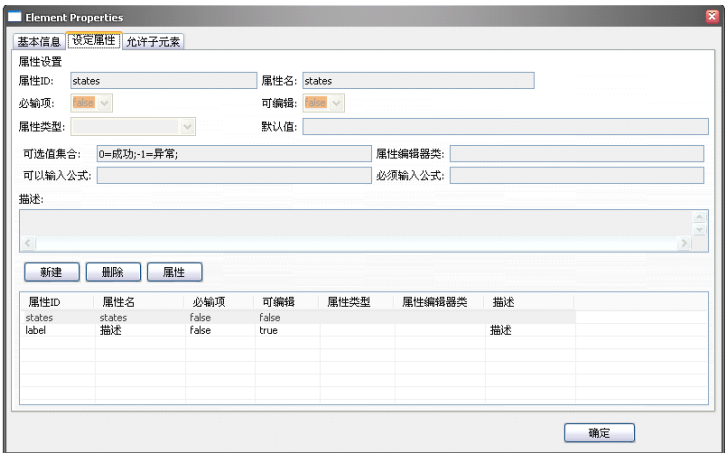 Element Properties
基本信息 设定属性 允许子元素
属性设置
属性ID: states 属性名: states
必输项: false 可编辑: false
属性类型: 默认值:
可选值集合: 0=成功;-1=异常; 属性编辑器类:
可以输入公式: 必须输入公式:
描述:
新建 删除 属性
属性ID 属性名 必输项 可编辑 属性类型 属性编辑器类 描述
states states false false
label 描述 false true 描述
确定